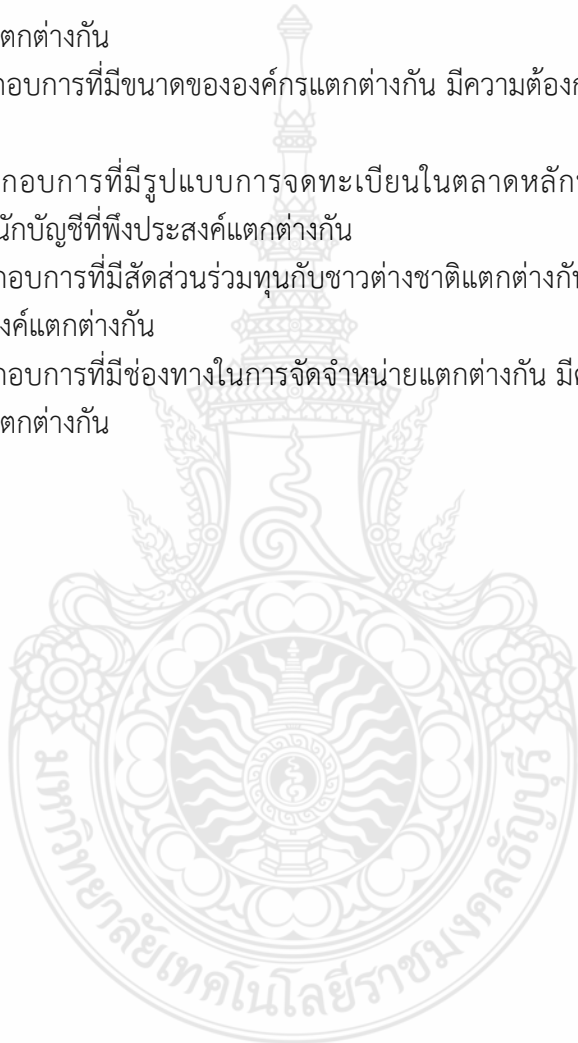 ตกต่างกัน
กอบการที่มีขนาดขององค์กรแตกต่างกัน มีความต้องก
กอบการที่มีรูปแบบการจดทะเบียนในตลาดหลักท
นักบัญชีที่พึงประสงค์แตกต่างกัน
กอบการที่มีสัดส่วนร่วมทุนกับชาวต่างชาติแตกต่างกัน
งค์แตกต่างกัน
กอบการที่มีช่องทางในการจัดจำหน่ายแตกต่างกัน มีค
ตกต่างกัน
มหาวิทยาลัยเทคโนโลยีราชมงคลธัญบุรี